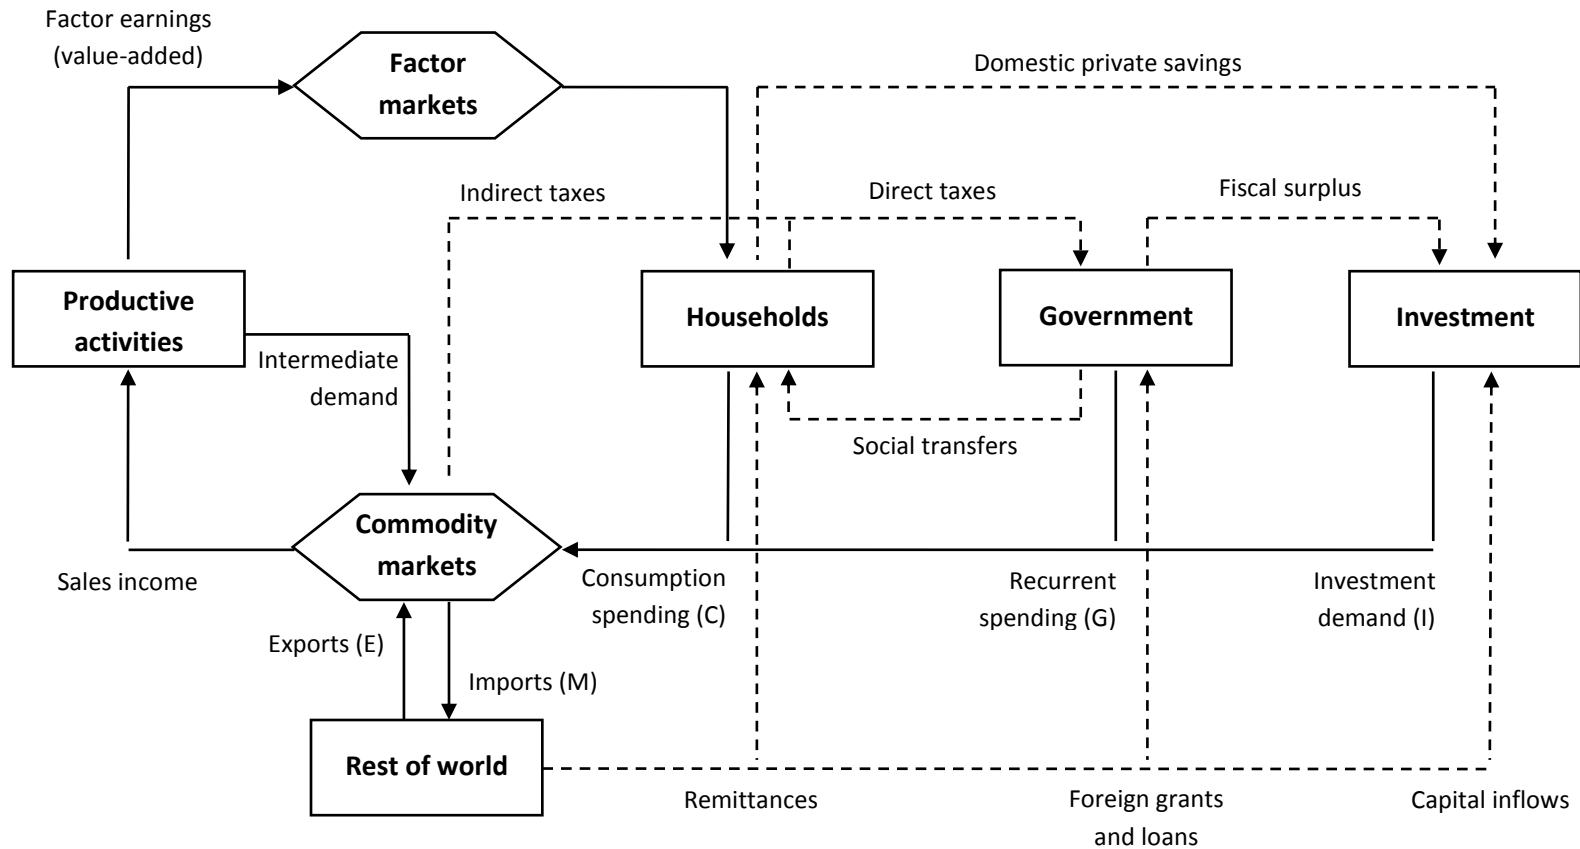 Factor earnings
(value-added)
Factor
markets
Domestic private savings
Indirect taxes
Direct taxes
Fiscal surplus
Productive
activities
Households
Government
Investment
Intermediate
demand
Social transfers
Commodity
markets
Sales income
Consumption
spending (C)
Recurrent
spending (G)
Investment
demand (I)
Exports (E)
Imports (M)
Rest of world
Remittances
Foreign grants
and loans
Capital inflows